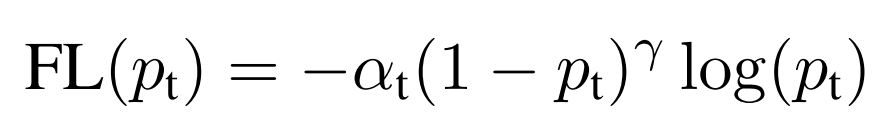 FL(pₜ) = −αₜ(1 − pₜ)ᵞ log(pₜ)